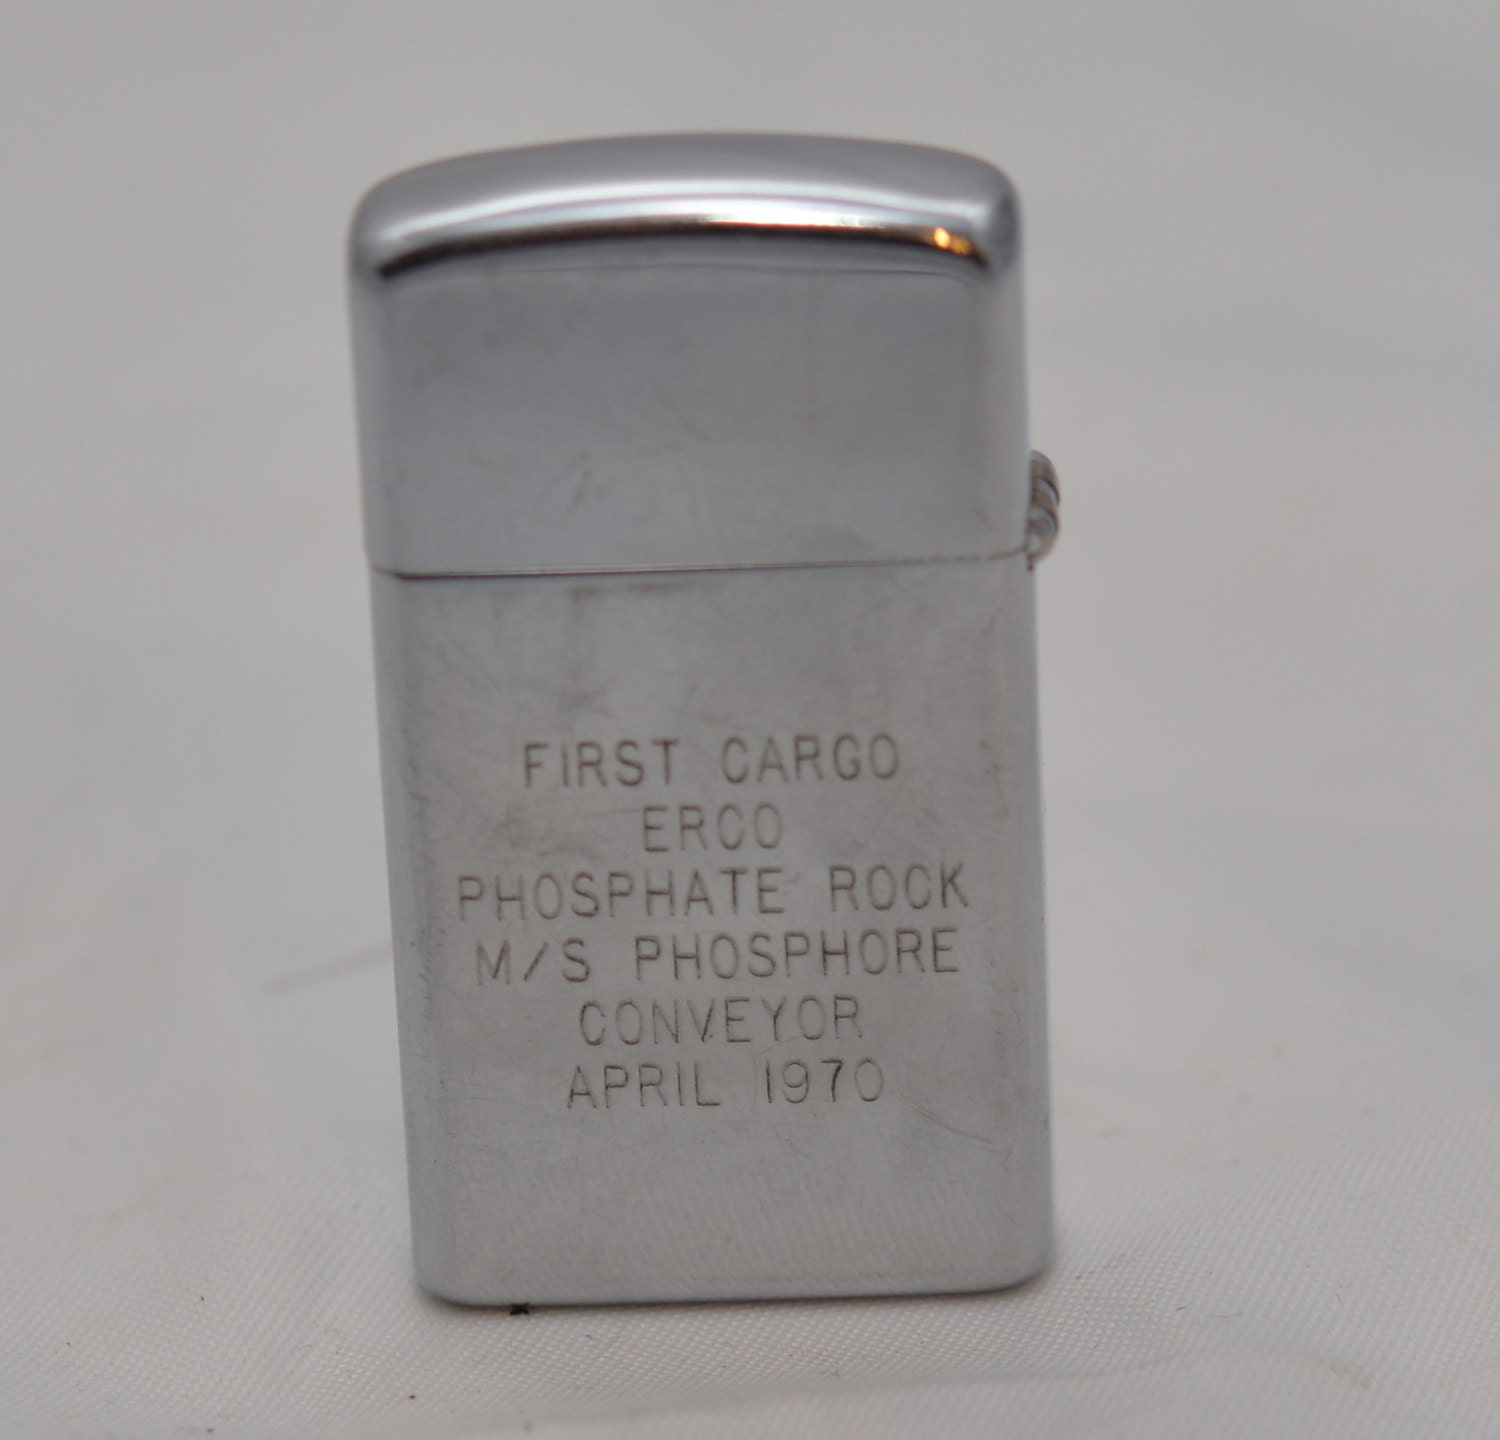 FIRST CARGO
ERCO
PHOSPHATE ROCK
M/S PHOSPHORE
CONVEYOR
APRIL 1970